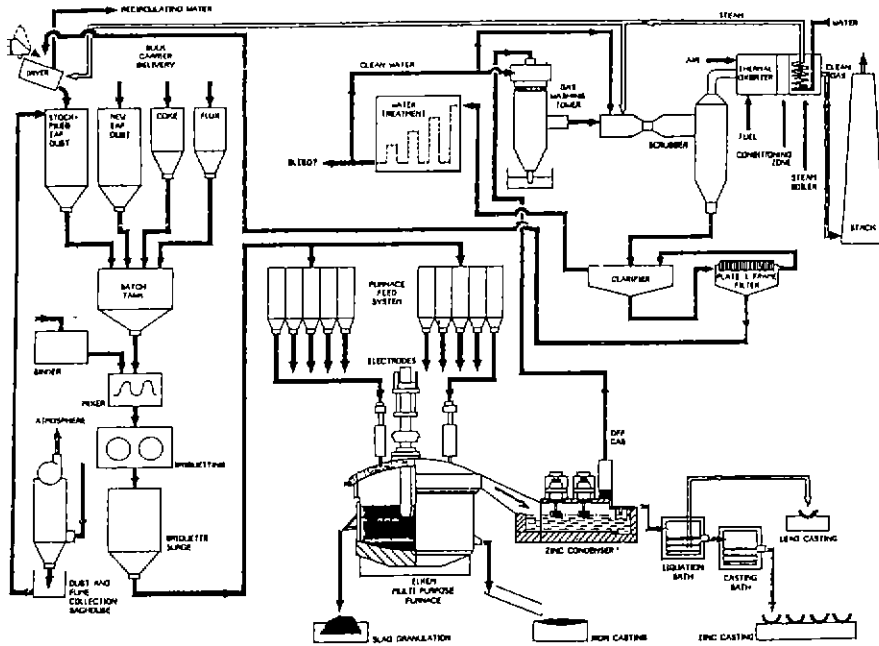 RECIRCULATING WATER
STEAM
WATER
BULK
CARRIER
DELIVERY
DRYER
CLEAN WATER
AIR
THERMAL
OXIDIZER
CLEAN
GAS
STOCK-
PILED
EAF
DUST
NEW
EAF
DUST
COKE
FLUX
WATER
TREATMENT
GAS
WASHING
TOWER
BLEED?
SCRUBBER
FUEL
CONDITIONING
ZONE
STEAM
BOILER
STACK
BATCH
TANK
FURNACE
FEED
SYSTEM
CLARIFIER
PLATE & FRAME
FILTER
BINDER
ELECTRODES
MIXER
ATMOSPHERE
OFF
GAS
BRIQUETTING
BRIQUETTE
SURGE
ZINC CONDENSER
LEAD CASTING
LIQUATION
BATH
CASTING
BATH
DUST AND
FUME
COLLECTION
BAGHOUSE
ELKEM
MULTI PURPOSE
FURNACE
SLAG GRANULATION
IRON CASTING
ZINC CASTING